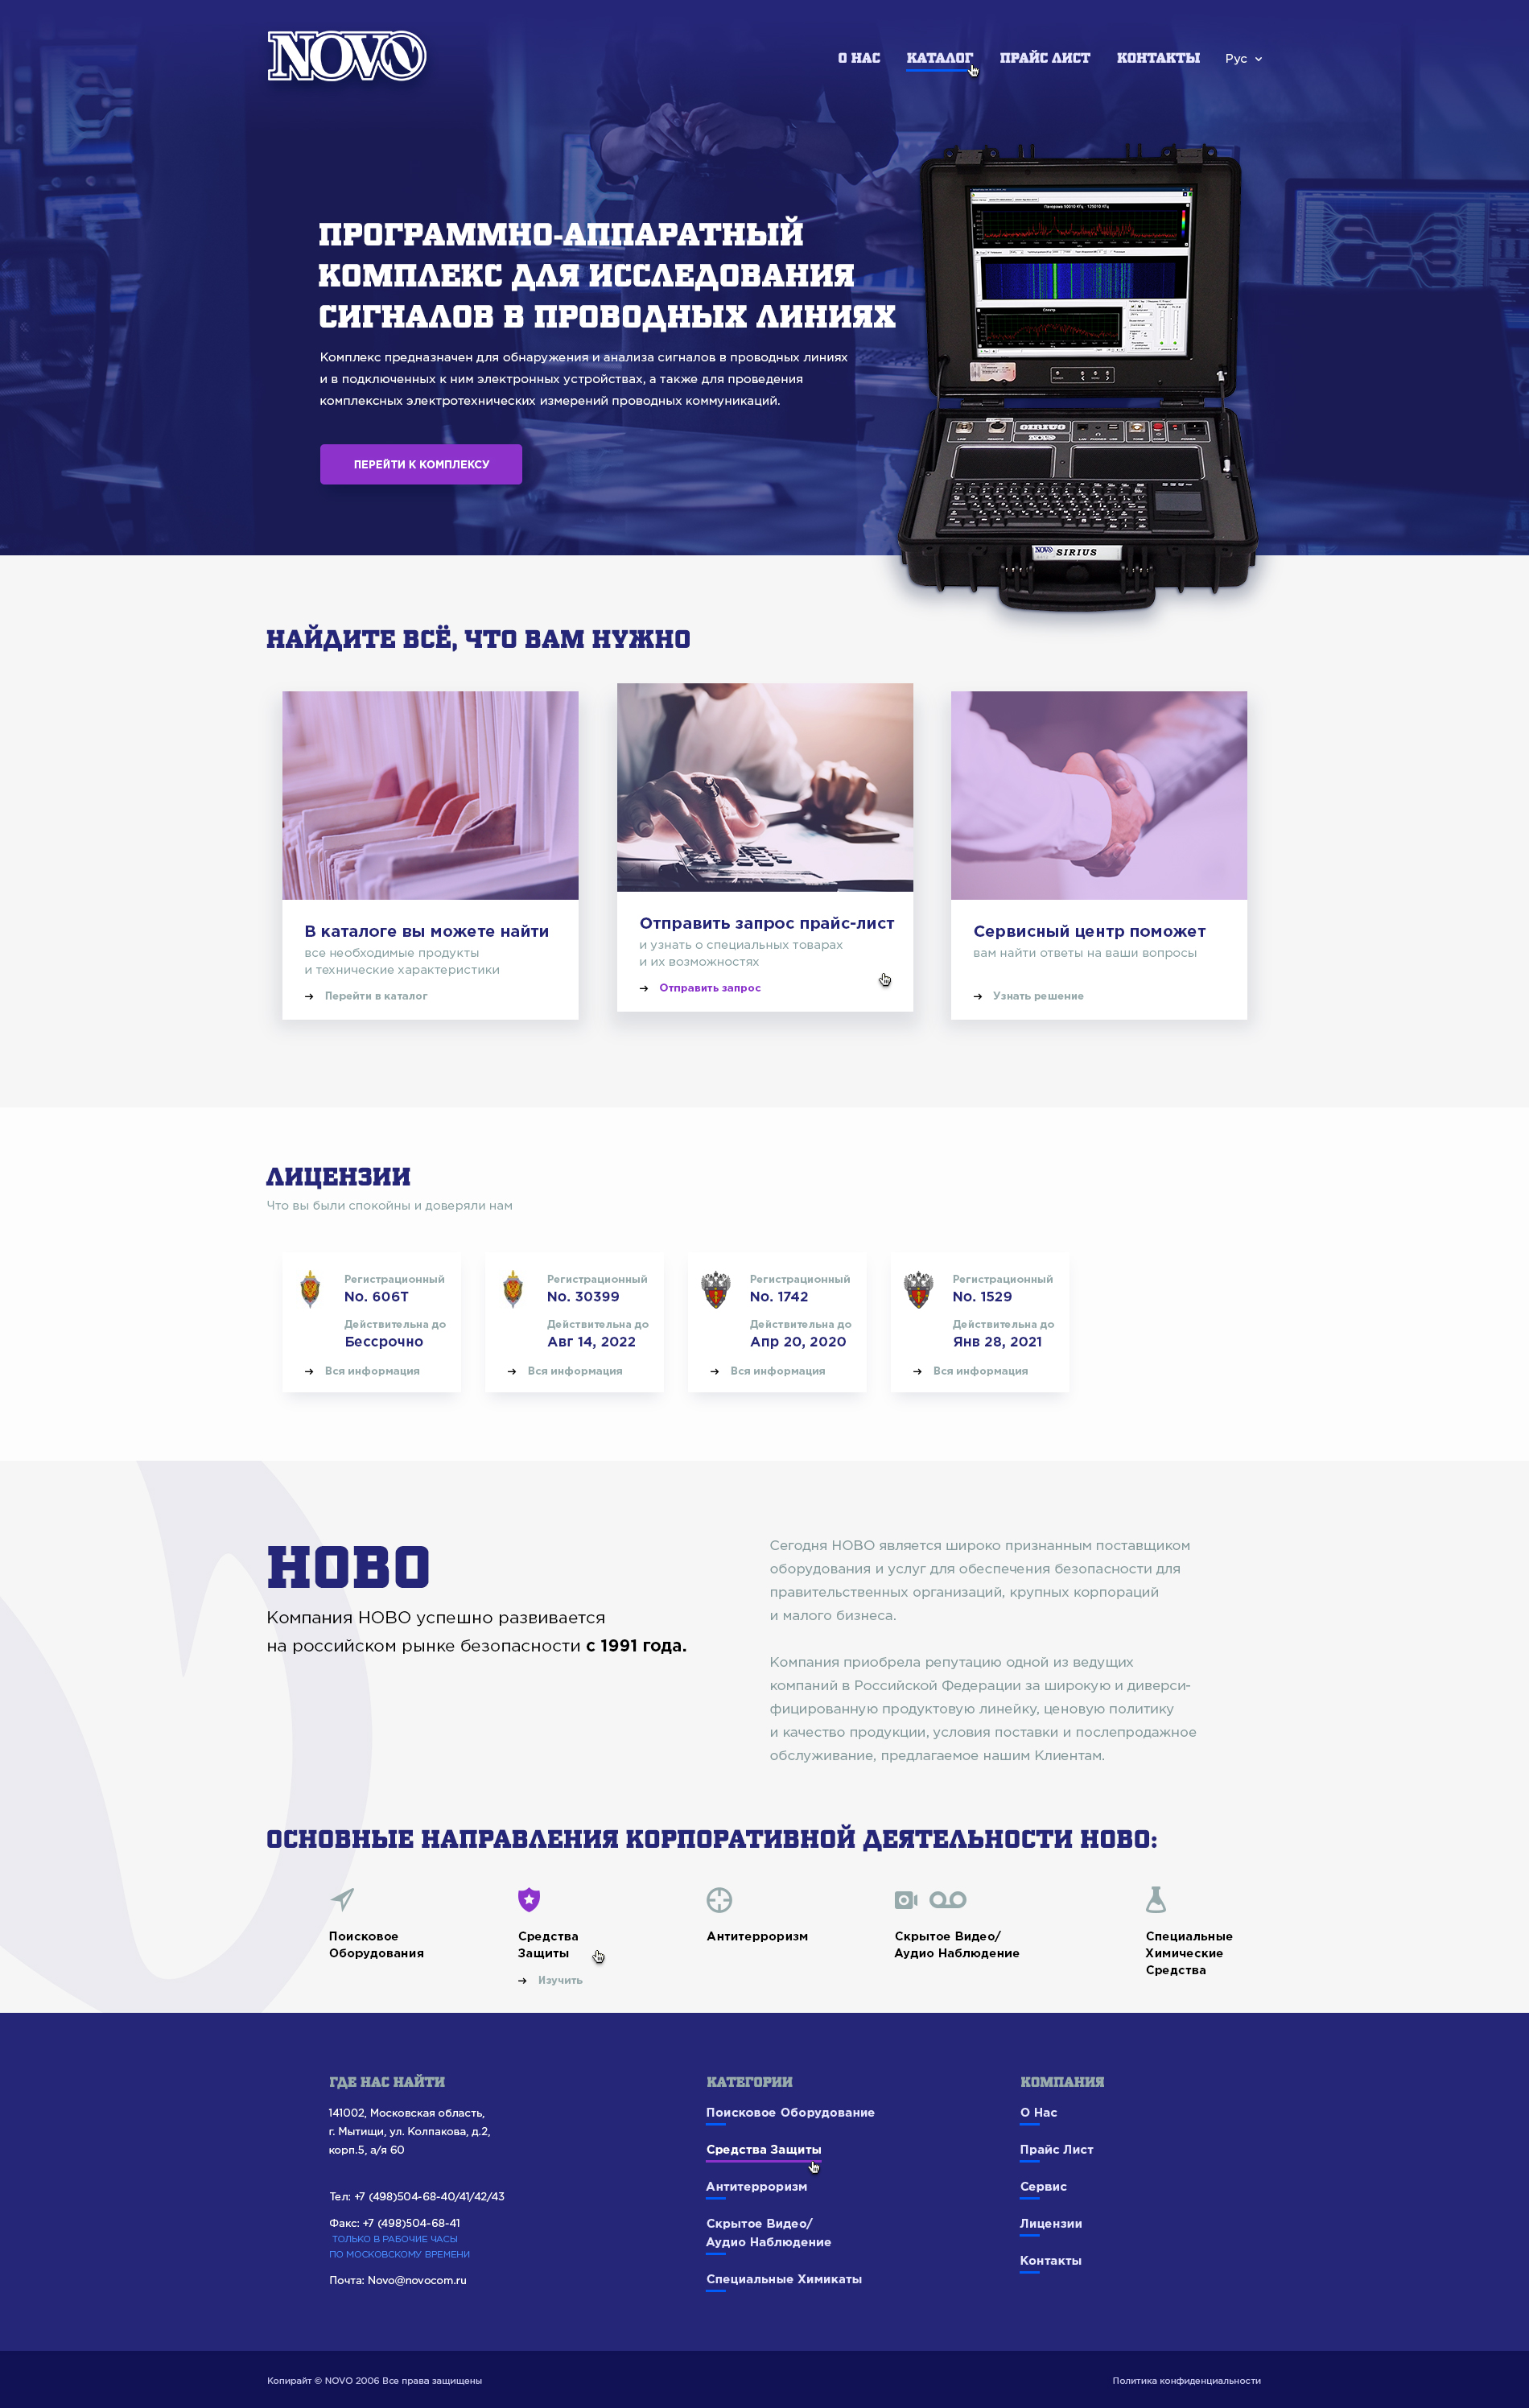 NOVO
О НАС
КАТАЛОГ
ПРАЙС ЛИСТ
КОНТАКТЫ
Рус
ПРОГРАММНО-АППАРАТНЫЙ
КОМПЛЕКС ДЛЯ ИССЛЕДОВАНИЯ
СИГНАЛОВ В ПРОВОДНЫХ ЛИНИЯХ
Комплекс предназначен для обнаружения и анализа сигналов в проводных линиях
и в подключенных к ним электронных устройствах, а также для проведения
комплексных электротехнических измерений проводных коммуникаций.
ПЕРЕЙТИ К КОМПЛЕКСУ
SIRIUS
NOVO
NOVO SIRIUS
НАЙДИТЕ ВСЁ, ЧТО ВАМ НУЖНО
В каталоге вы можете найти
все необходимые продукты
и технические характеристики
Перейти в каталог
Отправить запрос прайс-лист
и узнать о специальных товарах
и их возможностях
Отправить запрос
Сервисный центр поможет
вам найти ответы на ваши вопросы
Узнать решение
ЛИЦЕНЗИИ
Что вы были спокойны и доверяли нам
Регистрационный
No. 606T
Действительна до
Бессрочно
Вся информация
Регистрационный
No. 30399
Действительна до
Авг 14, 2022
Вся информация
Регистрационный
No. 1742
Действительна до
Апр 20, 2020
Вся информация
Регистрационный
No. 1529
Действительна до
Янв 28, 2021
Вся информация
НОВО
Компания НОВО успешно развивается
на российском рынке безопасности с 1991 года.
Сегодня НОВО является широко признанным поставщиком
оборудования и услуг для обеспечения безопасности для
правительственных организаций, крупных корпораций
и малого бизнеса.
Компания приобрела репутацию одной из ведущих
компаний в Российской Федерации за широкую и диверси-
фицированную продуктовую линейку, ценовую политику
и качество продукции, условия поставки и послепродажное
обслуживание, предлагаемое нашим Клиентам.
ОСНОВНЫЕ НАПРАВЛЕНИЯ КОРПОРАТИВНОЙ ДЕЯТЕЛЬНОСТИ НОВО:
Поисковое
Оборудования
Средства
Защиты
Изучить
Антитерроризм
Скрытое Видео/
Аудио Наблюдение
Специальные
Химические
Средства
ГДЕ НАС НАЙТИ
141002, Московская область,
г. Мытищи, ул. Колпакова, д.2,
корп.5, а/я 60
Тел: +7 (498)504-68-40/41/42/43
Факс: +7 (498)504-68-41
ТОЛЬКО В РАБОЧИЕ ЧАСЫ
ПО МОСКОВСКОМУ ВРЕМЕНИ
Почта: Novo@novocom.ru
КАТЕГОРИИ
Поисковое Оборудование
Средства Защиты
Антитерроризм
Скрытое Видео/
Аудио Наблюдение
Специальные Химикаты
КОМПАНИЯ
О Нас
Прайс Лист
Сервис
Лицензии
Контакты
Копирайт © NOVO 2006 Все права защищены
Политика конфиденциальности